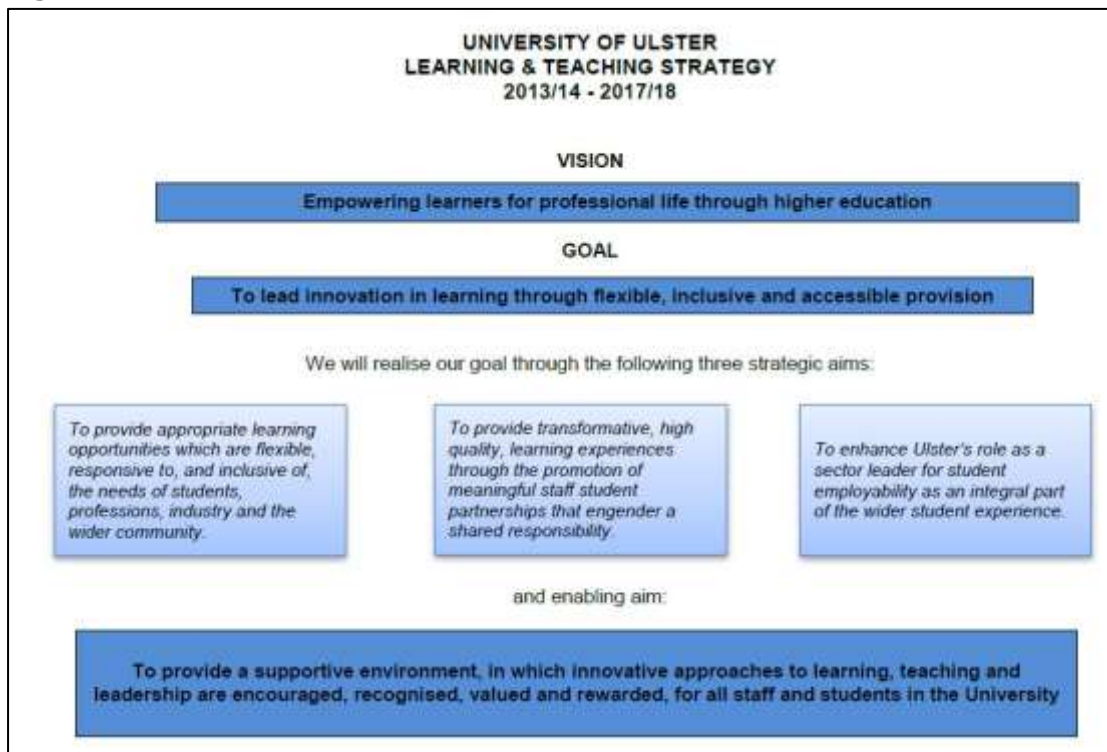 UNIVERSITY OF ULSTER
LEARNING & TEACHING STRATEGY
2013/14 - 2017/18
VISION
Empowering learners for professional life through higher education
GOAL
To lead innovation in learning through flexible, inclusive and accessible provision
We will realise our goal through the following three strategic aims:
To provide appropriate learning
opportunities which are flexible,
responsive to, and inclusive of,
the needs of students,
professions, industry and the
wider community.
To provide transformative, high
quality, learning experiences
through the promotion of
meaningful staff student
partnerships that engender a
shared responsibility.
To enhance Ulster's role as a
sector leader for student
employability as an integral part
of the wider student experience.
and enabling aim:
To provide a supportive environment, in which innovative approaches to learning, teaching and
leadership are encouraged, recognised, valued and rewarded, for all staff and students in the University